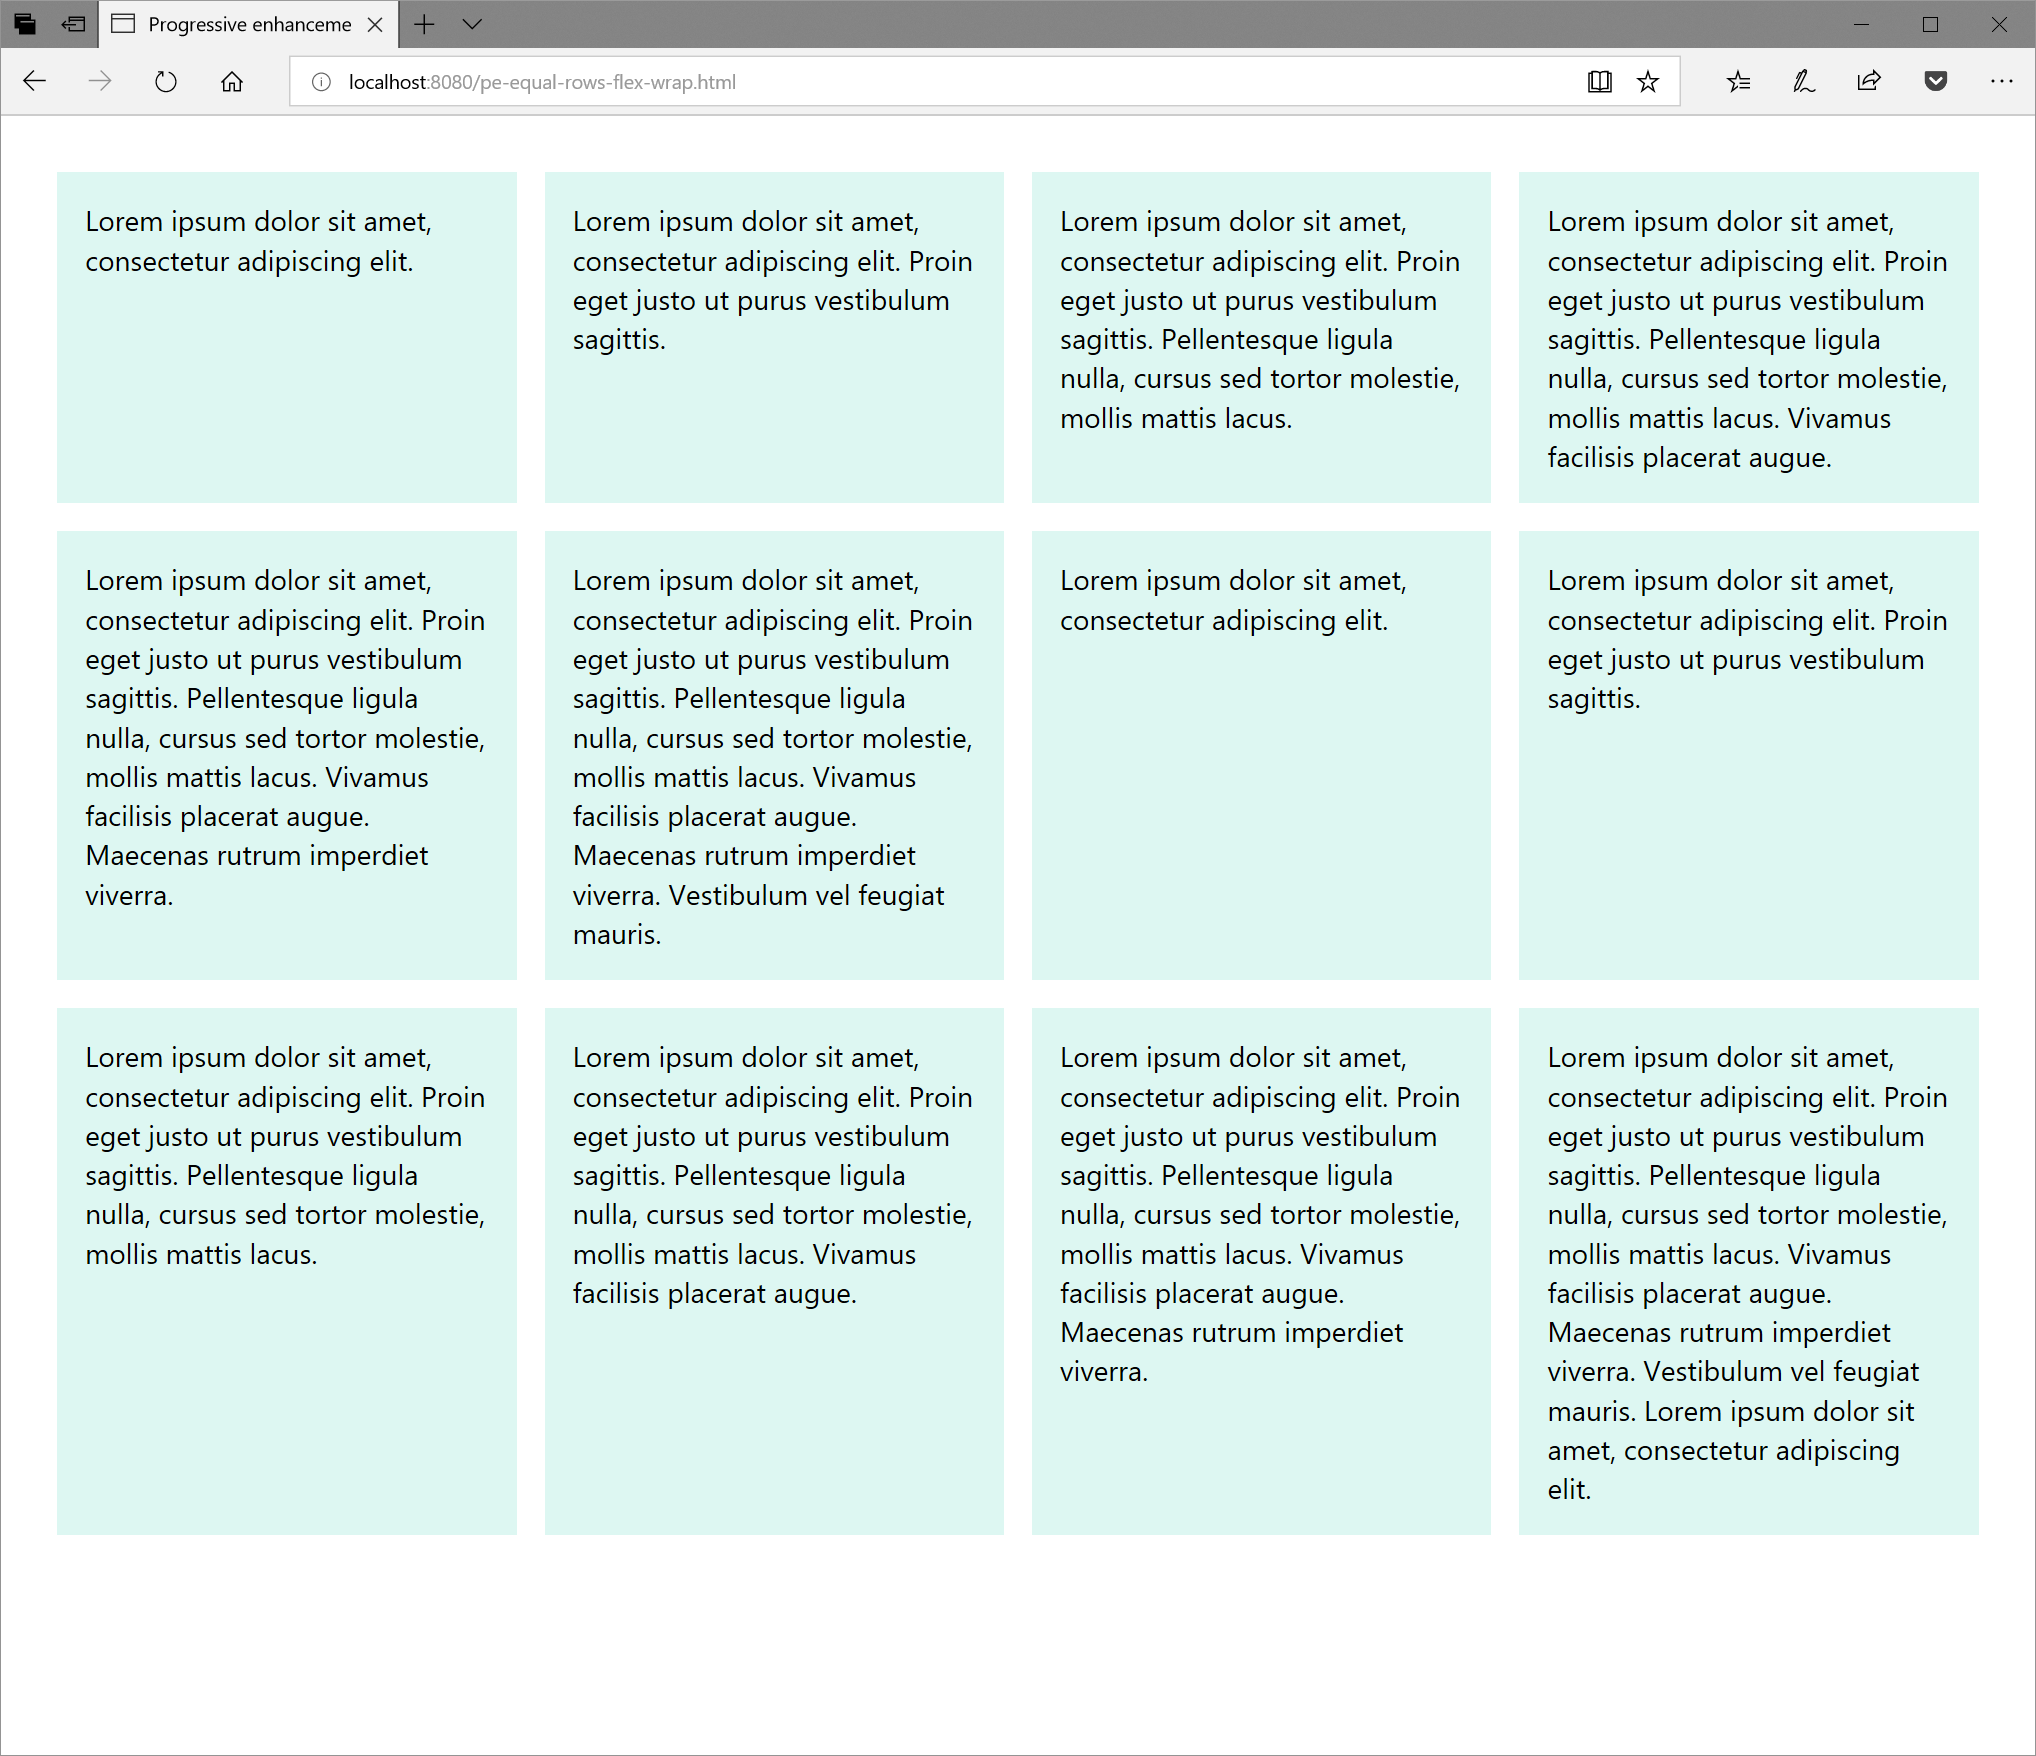 Progressive enhanceme
localhost:8080/pe-equal-rows-flex-wrap.html
Lorem ipsum dolor sit amet,
consectetur adipiscing elit.
Lorem ipsum dolor sit amet,
consectetur adipiscing elit. Proin
eget justo ut purus vestibulum
sagittis.
Lorem ipsum dolor sit amet,
consectetur adipiscing elit. Proin
eget justo ut purus vestibulum
sagittis. Pellentesque ligula
nulla, cursus sed tortor molestie,
mollis mattis lacus.
Lorem ipsum dolor sit amet,
consectetur adipiscing elit. Proin
eget justo ut purus vestibulum
sagittis. Pellentesque ligula
nulla, cursus sed tortor molestie,
mollis mattis lacus. Vivamus
facilisis placerat augue.
Lorem ipsum dolor sit amet,
consectetur adipiscing elit. Proin
eget justo ut purus vestibulum
sagittis. Pellentesque ligula
nulla, cursus sed tortor molestie,
mollis mattis lacus. Vivamus
facilisis placerat augue.
Maecenas rutrum imperdiet
viverra.
Lorem ipsum dolor sit amet,
consectetur adipiscing elit. Proin
eget justo ut purus vestibulum
sagittis. Pellentesque ligula
nulla, cursus sed tortor molestie,
mollis mattis lacus. Vivamus
facilisis placerat augue.
Maecenas rutrum imperdiet
viverra. Vestibulum vel feugiat
mauris.
Lorem ipsum dolor sit amet,
consectetur adipiscing elit.
Lorem ipsum dolor sit amet,
consectetur adipiscing elit. Proin
eget justo ut purus vestibulum
sagittis.
Lorem ipsum dolor sit amet,
consectetur adipiscing elit. Proin
eget justo ut purus vestibulum
sagittis. Pellentesque ligula
nulla, cursus sed tortor molestie,
mollis mattis lacus.
Lorem ipsum dolor sit amet,
consectetur adipiscing elit. Proin
eget justo ut purus vestibulum
sagittis. Pellentesque ligula
nulla, cursus sed tortor molestie,
mollis mattis lacus. Vivamus
facilisis placerat augue.
Lorem ipsum dolor sit amet,
consectetur adipiscing elit. Proin
eget justo ut purus vestibulum
sagittis. Pellentesque ligula
nulla, cursus sed tortor molestie,
mollis mattis lacus. Vivamus
facilisis placerat augue.
Maecenas rutrum imperdiet
viverra.
Lorem ipsum dolor sit amet,
consectetur adipiscing elit. Proin
eget justo ut purus vestibulum
sagittis. Pellentesque ligula
nulla, cursus sed tortor molestie,
mollis mattis lacus. Vivamus
facilisis placerat augue.
Maecenas rutrum imperdiet
viverra. Vestibulum vel feugiat
mauris. Lorem ipsum dolor sit
amet, consectetur adipiscing
elit.